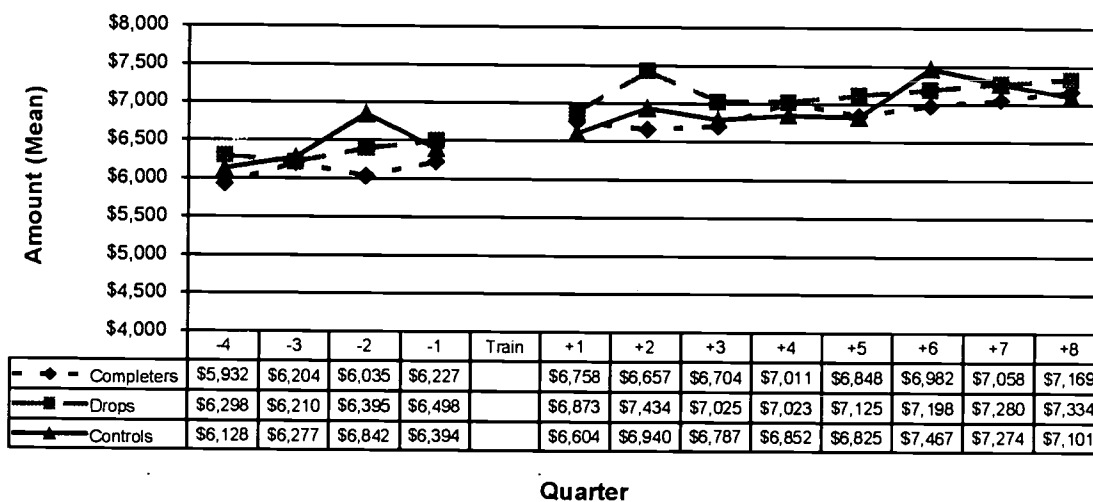 $8,000
$7,500
$7,000
$6,500
$6,000
$5,500
$5,000
$4,500
$4,000
Amount (Mean)
-4 -3 -2 -1 Train +1 +2 +3 +4 +5 +6 +7 +8
Completers $5,932 $6,204 $6,035 $6,227 $6,758 $6,657 $6,704 $7,011 $6,848 $6,982 $7,058 $7,169
Drops $6,298 $6,210 $6,395 $6,498 $6,873 $7,434 $7,025 $7,023 $7,125 $7,198 $7,280 $7,334
Controls $6,128 $6,277 $6,842 $6,394 $6,604 $6,940 $6,787 $6,852 $6,825 $7,467 $7,274 $7,101
Quarter